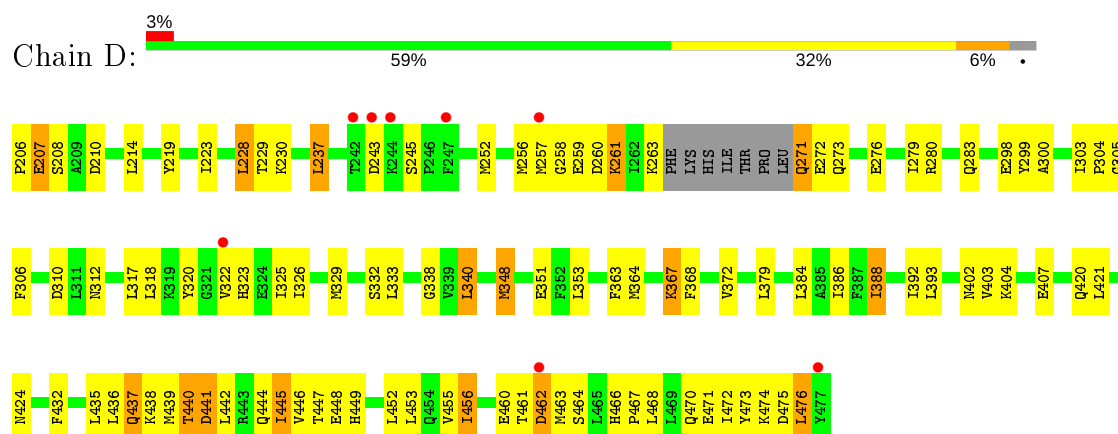 3%
Chain D:
59% 32% 6% •
P206 E207 S208 A209 D210 L214 Y219 I223 L228 T229 K230 L237 T242 D243 K244 S245 P246 F247 M252 M256 M257 G258 E259 D260 K261 I262 K263 PHE LYS HIS ILE THR PRO LEU Q271 E272 Q273 E276 I279 R280 Q283 E298 Y299 A300 I303 P304 G305
F306 D310 L311 N312 L317 L318 K319 Y320 G321 V322 H323 E324 I325 I326 M329 S332 L333 G338 V339 L340 M348 E351 F352 L353 F363 M364 K367 F368 V372 L379 L384 A385 I386 F387 I388 I392 L393 N402 V403 K404 E407 Q420 L421
N424 F432 L435 L436 Q437 K438 M439 T440 D441 L442 R443 Q444 I445 V446 T447 E448 H449 L452 L453 Q454 V455 I456 E460 T461 D462 M463 S464 L465 H466 P467 L468 L469 Q470 E471 I472 Y473 K474 D475 L476 Y477